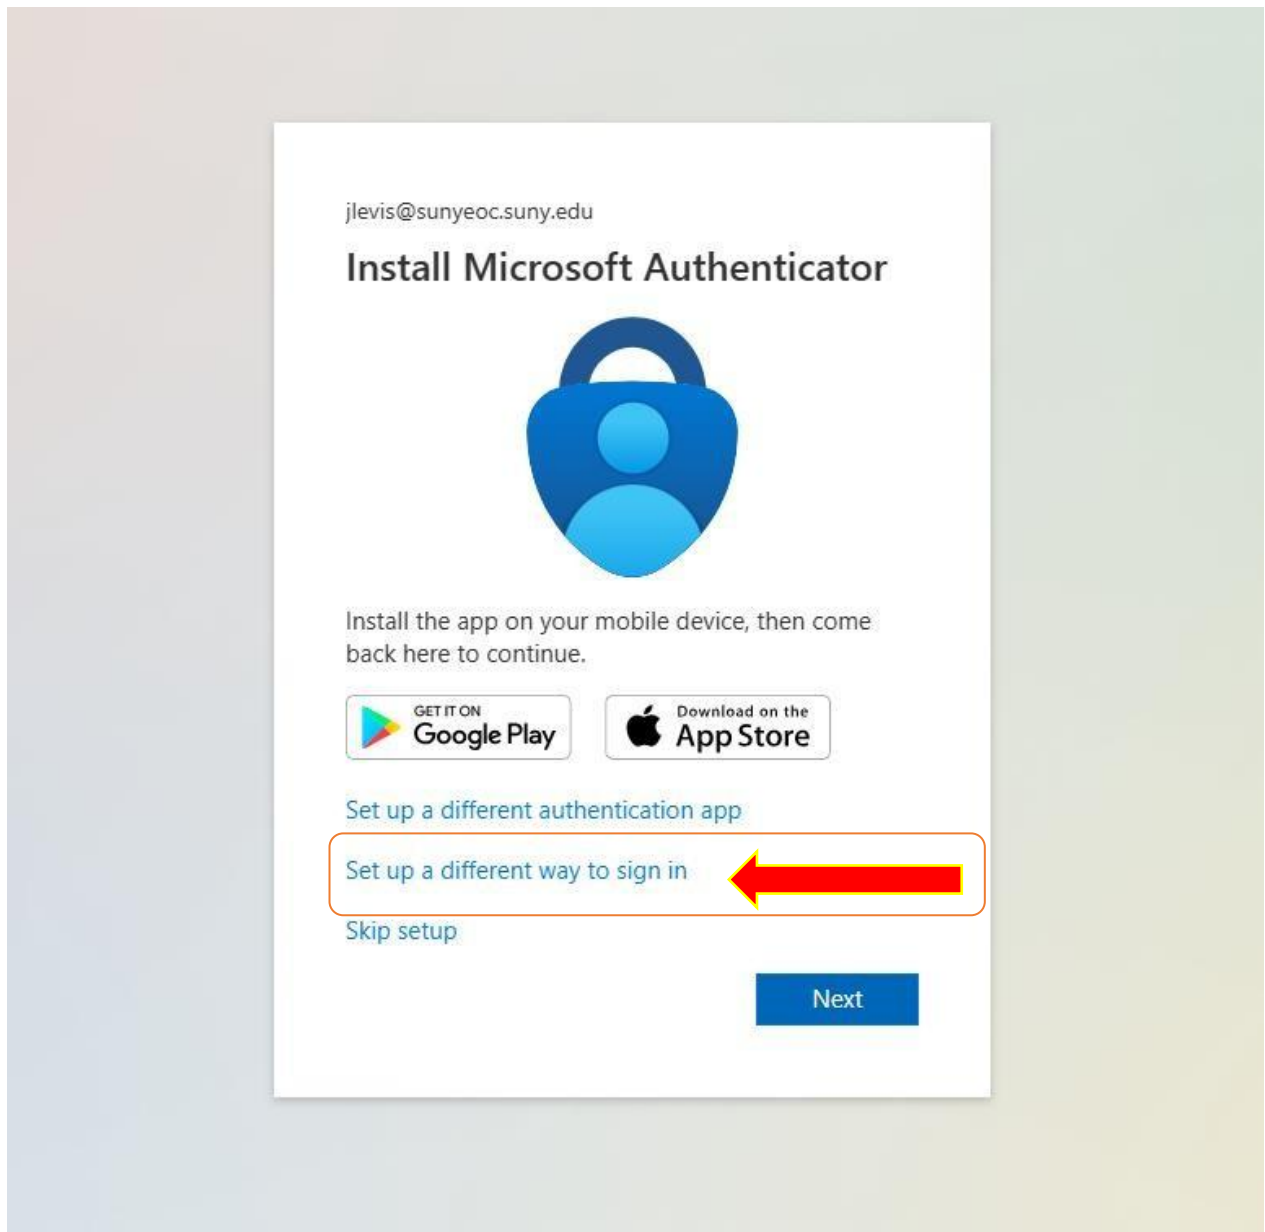 jlevis@sunyeoc.suny.edu
Install Microsoft Authenticator
Install the app on your mobile device, then come
back here to continue.
GET IT ON
Google Play
Download on the
App Store
Set up a different authentication app
Set up a different way to sign in
Skip setup
Next